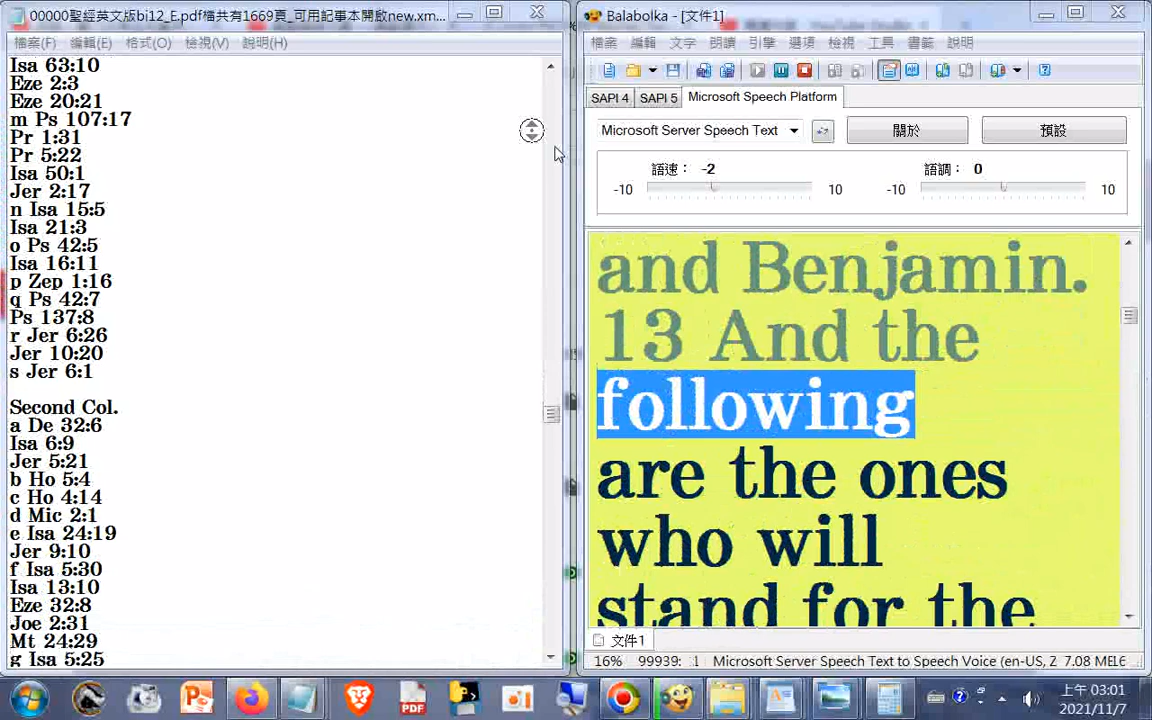 00000聖經英文版bi12_E.pdf檔共有1669頁_可用記事本開啟new.xm...
檔案(F) 編輯(E) 格式(O) 檢視(V) 說明(H)
Isa 63:10
Eze 2:3
Eze 20:21
m Ps 107:17
Pr 1:31
Pr 5:22
Isa 50:1
Jer 2:17
n Isa 15:5
Isa 21:3
o Ps 42:5
Isa 16:11
p Zep 1:16
q Ps 42:7
Ps 137:8
r Jer 6:26
Jer 10:20
s Jer 6:1
Second Col.
a De 32:6
Isa 6:9
Jer 5:21
b Ho 5:4
c Ho 4:14
d Mic 2:1
e Isa 24:19
Jer 9:10
f Isa 5:30
Isa 13:10
Eze 32:8
Joe 2:31
Mt 24:29
g Isa 5:25
Balabolka - [文件1]
檔案 編輯 文字 朗讀 引擎 選項 檢視 工具 書籤 說明
SAPI 4 SAPI 5 Microsoft Speech Platform
Microsoft Server Speech Text 關於 預設
語速： -2 語調： 0
-10 10 -10 10
and Benjamin.
13 And the
following
are the ones
who will
stand for the
文件1
16% 99939: .1 Microsoft Server Speech Text to Speech Voice (en-US, 2 7.08 MEL6
PDF
上午 03:01
2021/11/7